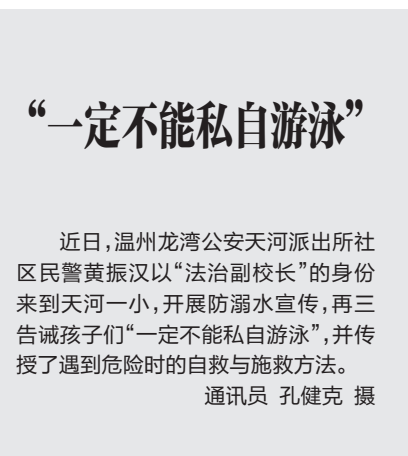 “一定不能私自游泳”
近日，温州龙湾公安天河派出所社
区民警黄振汉以“法治副校长”的身份
来到天河一小，开展防溺水宣传，再三
告诫孩子们“一定不能私自游泳”，并传
授了遇到危险时的自救与施救方法。
通讯员 孔健克 摄